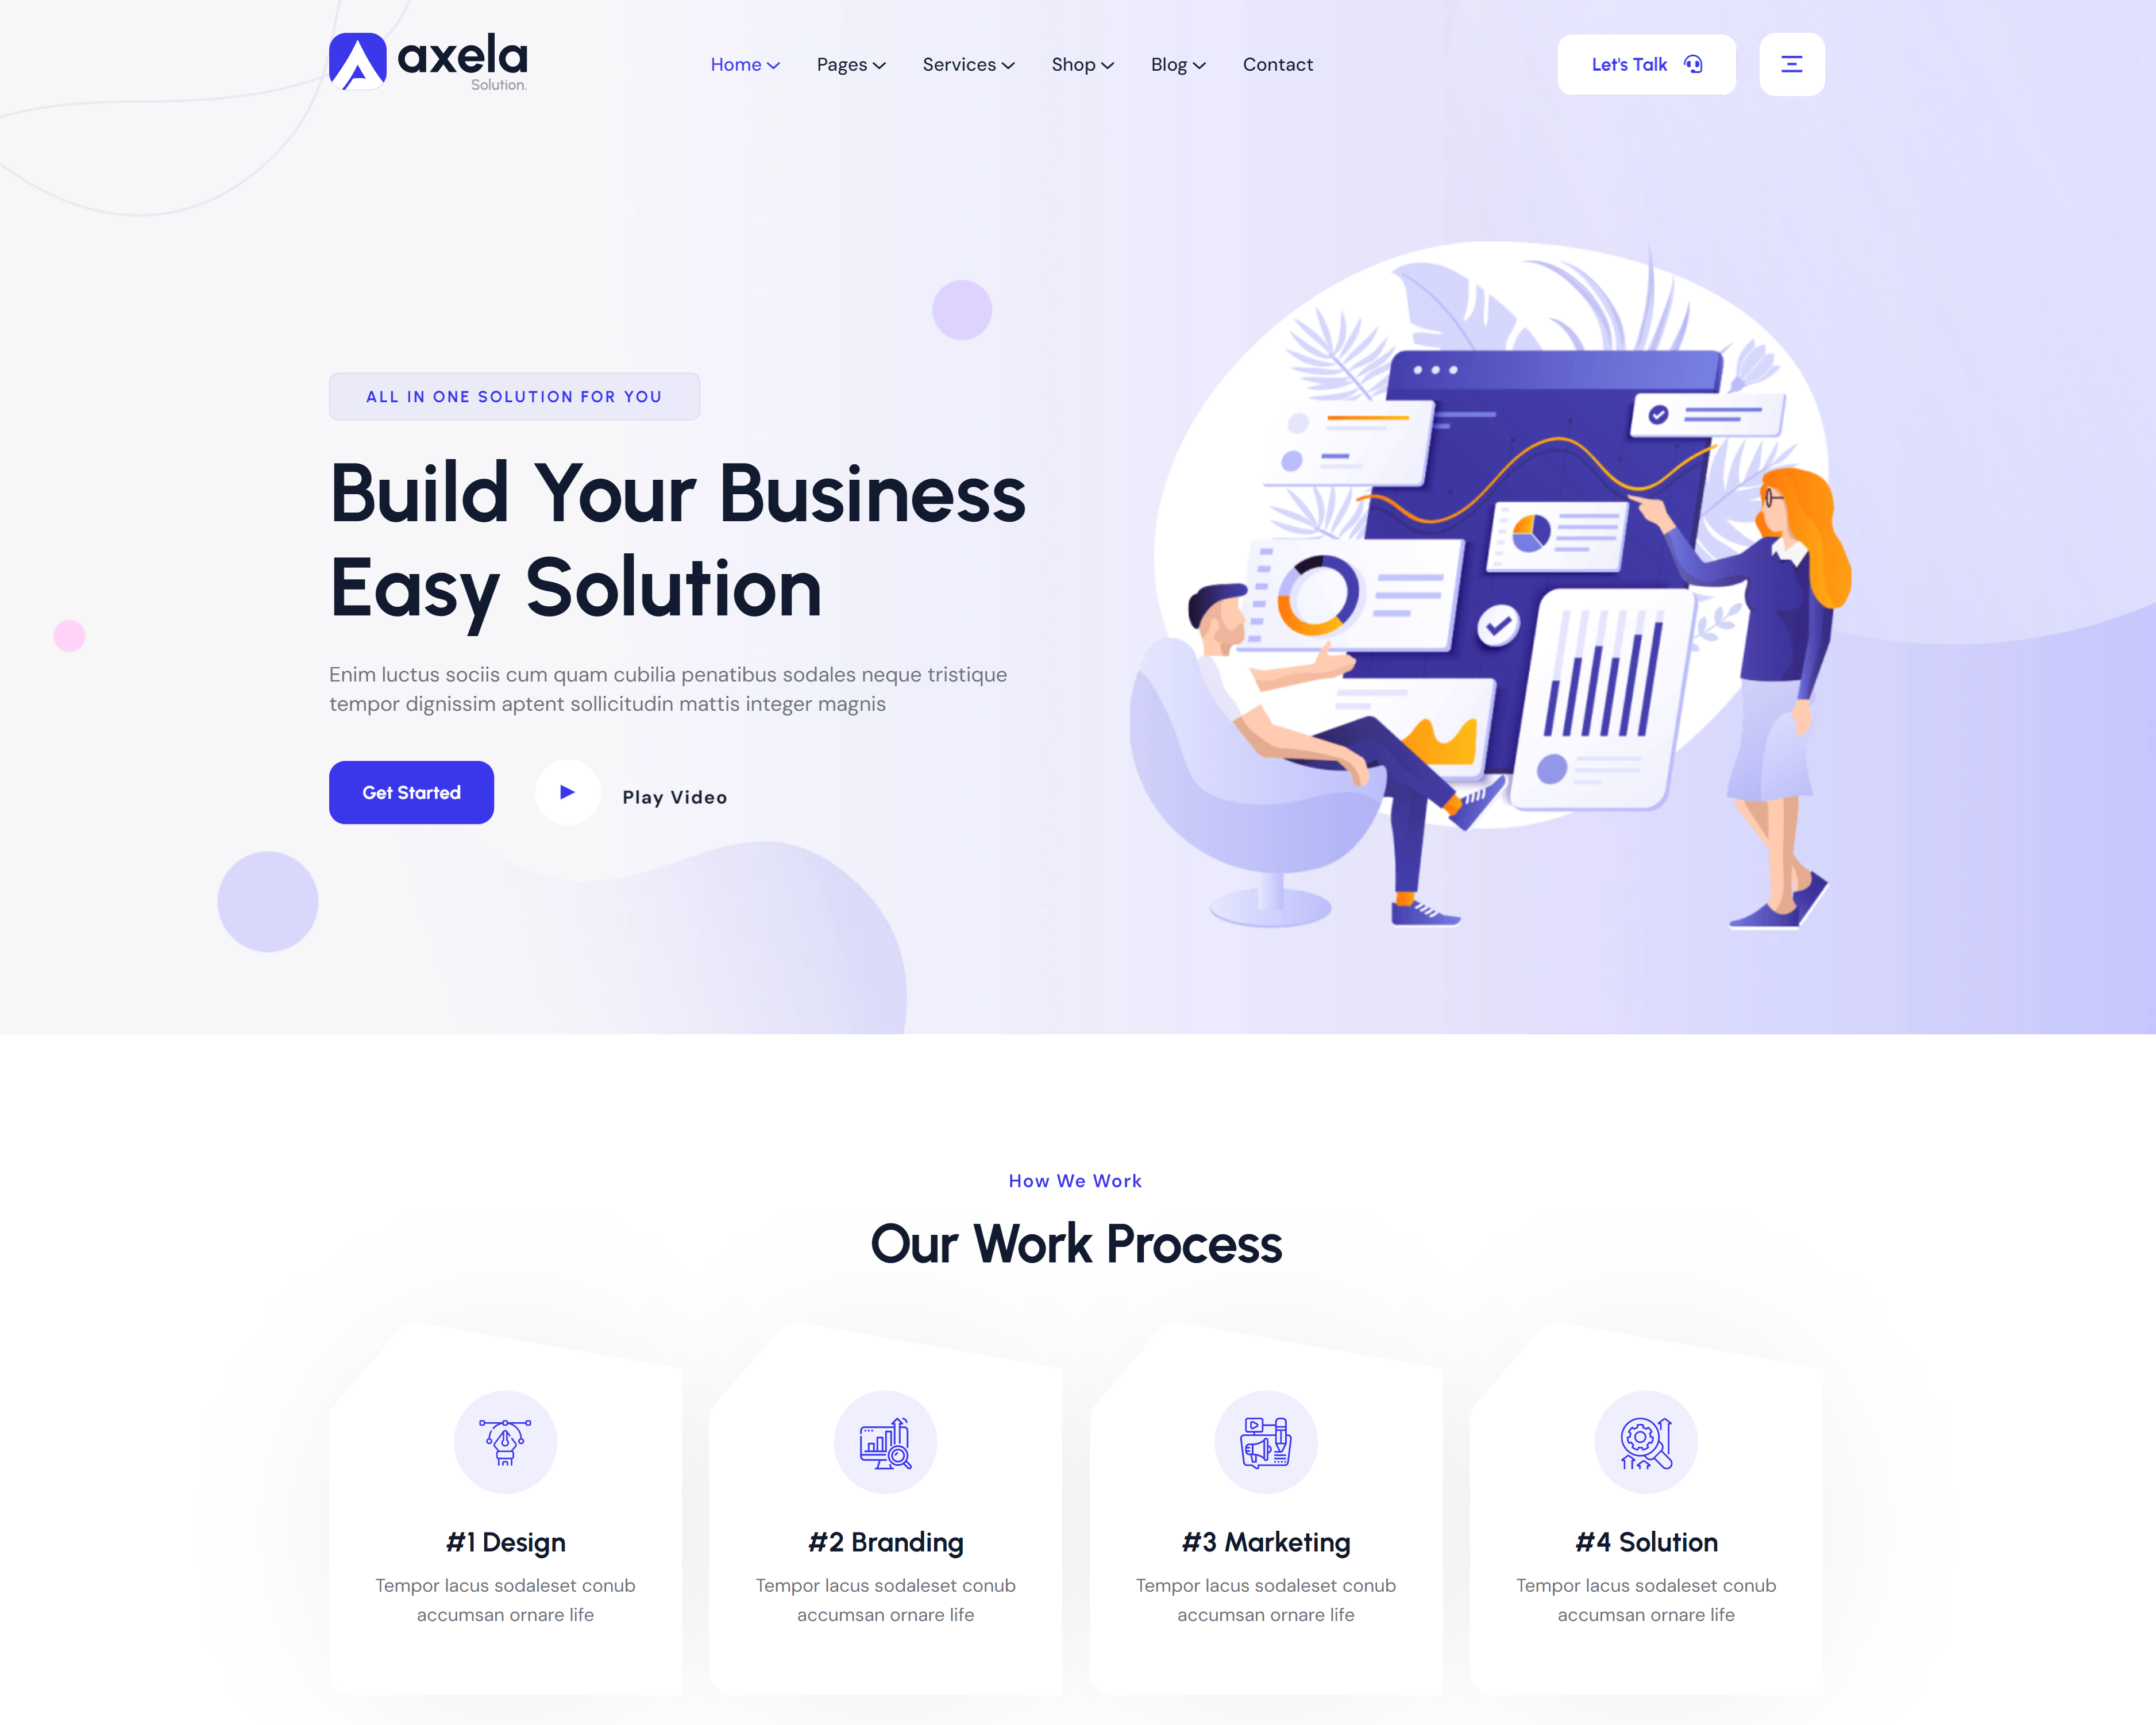 axela
Solution.
Home
Pages
Services
Shop
Blog
Contact
Let's Talk
ALL IN ONE SOLUTION FOR YOU
Build Your Business
Easy Solution
Enim luctus sociis cum quam cubilia penatibus sodales neque tristique
tempor dignissim aptent sollicitudin mattis integer magnis
Get Started
Play Video
How We Work
Our Work Process
#1 Design
Tempor lacus sodaleset conub
accumsan ornare life
#2 Branding
Tempor lacus sodaleset conub
accumsan ornare life
#3 Marketing
Tempor lacus sodaleset conub
accumsan ornare life
#4 Solution
Tempor lacus sodaleset conub
accumsan ornare life